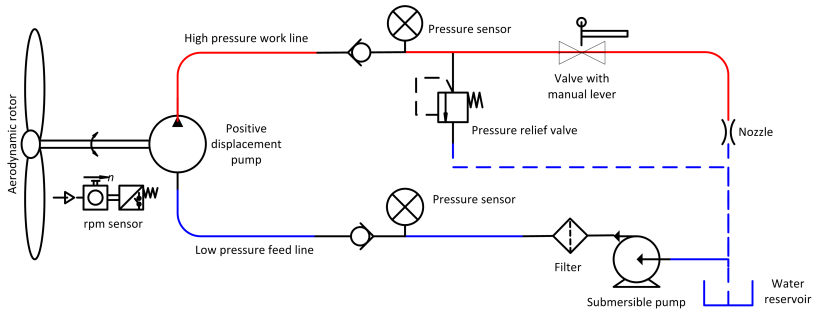 High pressure work line
Pressure sensor
Valve with
manual lever
Aerodynamic rotor
Positive
displacement
pump
Pressure relief valve
Nozzle
n
rpm sensor
Pressure sensor
Low pressure feed line
Filter
Submersible pump
Water
reservoir